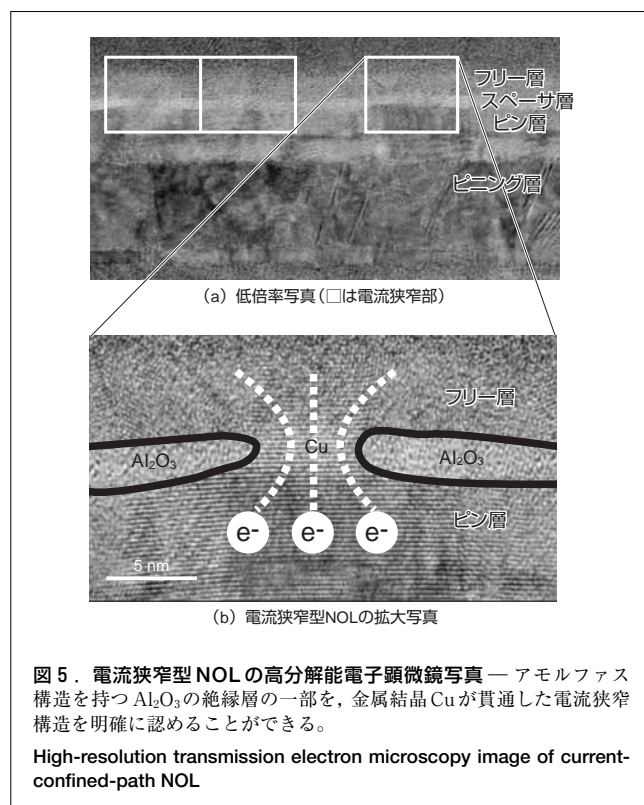 フリー層
スペーサ層
ピン層
ピニング層
（a）低倍率写真（□は電流狭窄部）
フリー層
Cu
Al₂O₃
Al₂O₃
ピン層
e-
e-
e-
5 nm
（b）電流狭窄型NOLの拡大写真
図5．電流狭窄型NOLの高分解能電子顕微鏡写真 — アモルファス
構造を持つAl₂O₃の絶縁層の一部を，金属結晶Cuが貫通した電流狭窄
構造を明確に認めることができる。
High-resolution transmission electron microscopy image of current-
confined-path NOL